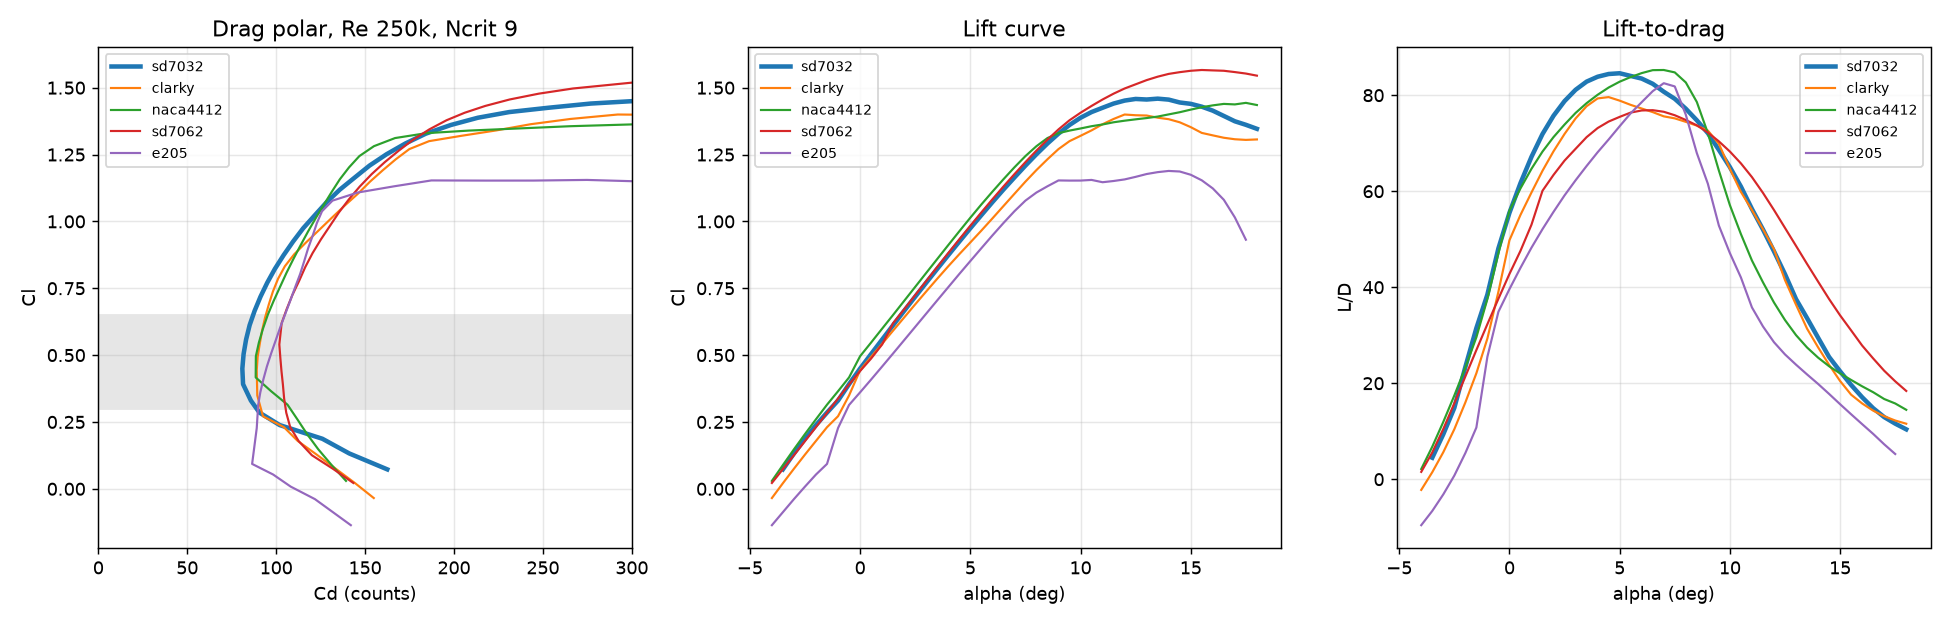 Drag polar, Re 250k, Ncrit 9
sd7032
clarky
naca4412
sd7062
e205
1.50
1.25
1.00
0.75
0.50
0.25
0.00
Cl
0
50
100
150
200
250
300
Cd (counts)
Lift curve
sd7032
clarky
naca4412
sd7062
e205
1.50
1.25
1.00
0.75
0.50
0.25
0.00
Cl
−5
0
5
10
15
alpha (deg)
Lift-to-drag
sd7032
clarky
naca4412
sd7062
e205
80
60
40
20
0
L/D
−5
0
5
10
15
alpha (deg)